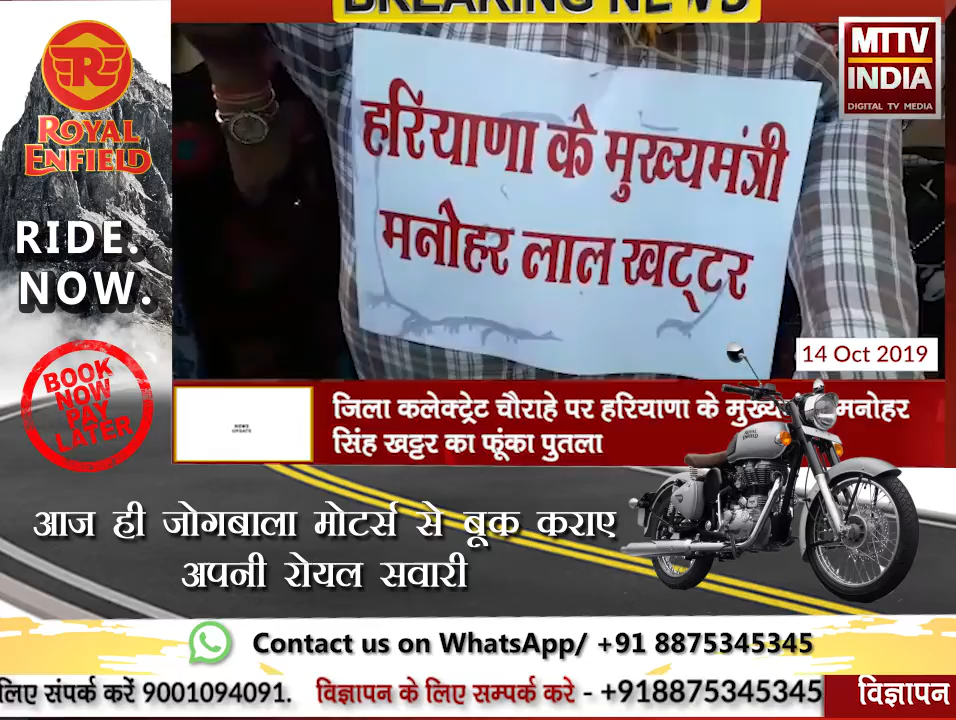 BREAKING NEWS
ROYAL
ENFIELD
MTTV
INDIA
DIGITAL TV MEDIA
हरियाणा के मुख्यमंत्री
मनोहर लाल खट्टर
RIDE.
NOW.
14 Oct 2019
BOOK
NOW
PAY
LATER
NEWS
UPDATE
जिला कलेक्ट्रेट चौराहे पर हरियाणा के मनोहर
सिंह खट्टर का फूंका पुतला
आज ही जोगबाला मोटर्स से बूक कराए
अपनी रोयल सवारी
Contact us on WhatsApp/ +91 8875345345
लिए संपर्क करें 9001094091. विज्ञापन के लिए सम्पर्क करे - +918875345345
विज्ञापन